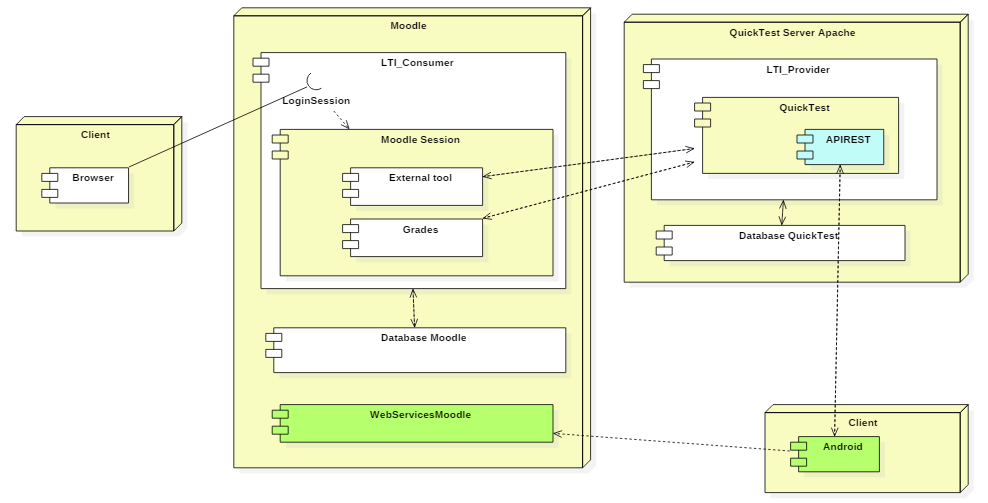 Client
Browser
Moodle
LTI_Consumer
LoginSession
Moodle Session
External tool
Grades
Database Moodle
WebServicesMoodle
QuickTest Server Apache
LTI_Provider
QuickTest
APIREST
Database QuickTest
Client
Android